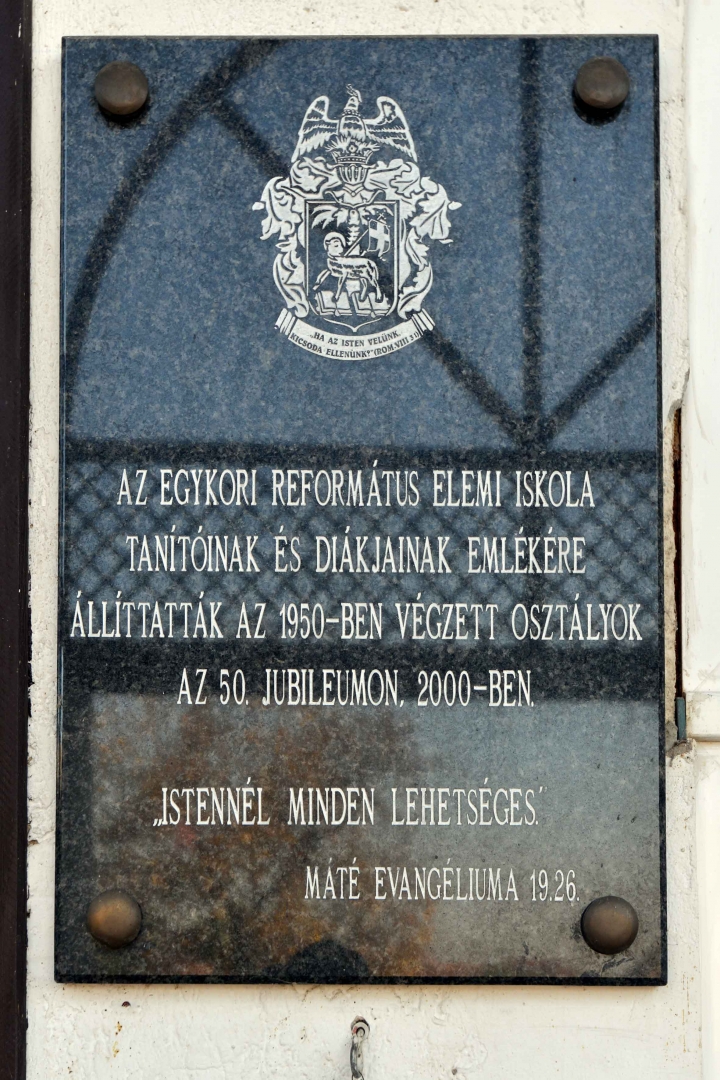 „HA AZ ISTEN VELÜNK,
KICSODA ELLENÜNK?" (RÓM. VIII 31)
AZ EGYKORI REFORMÁTUS ELEMI ISKOLA
TANÍTÓINAK ÉS DIÁKJAINAK EMLÉKÉRE
ÁLLÍTTATTÁK AZ 1950-BEN VÉGZETT OSZTÁLYOK
AZ 50. JUBILEUMON, 2000-BEN.
„ISTENNÉL MINDEN LEHETSÉGES."
MÁTÉ EVANGÉLIUMA 19.26.